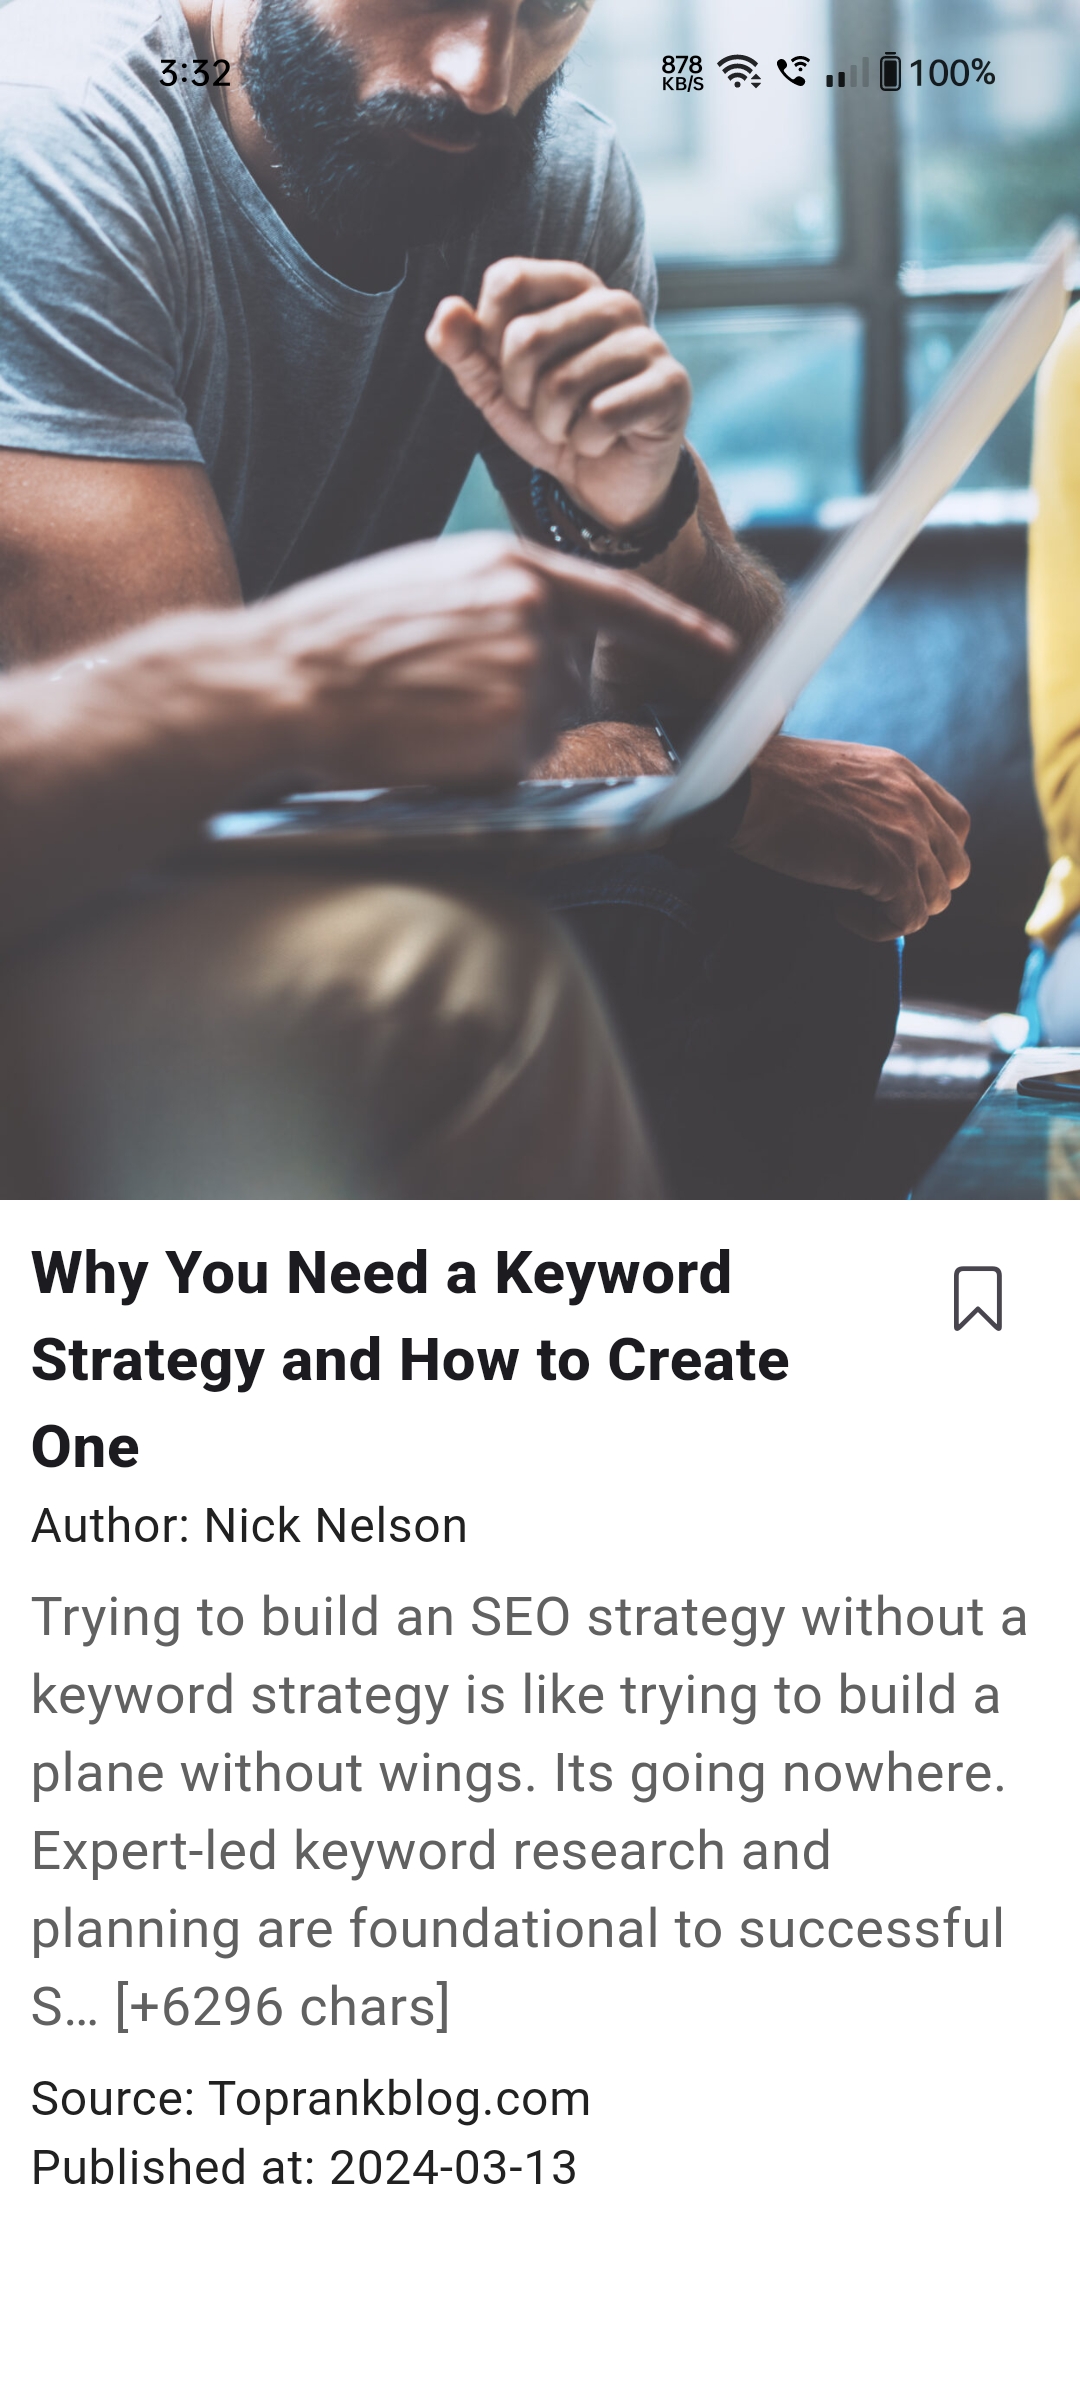 3:32 878 KB/S 100%
Why You Need a Keyword
Strategy and How to Create
One
Author: Nick Nelson
Trying to build an SEO strategy without a
keyword strategy is like trying to build a
plane without wings. Its going nowhere.
Expert-led keyword research and
planning are foundational to successful
S… [+6296 chars]
Source: Toprankblog.com
Published at: 2024-03-13